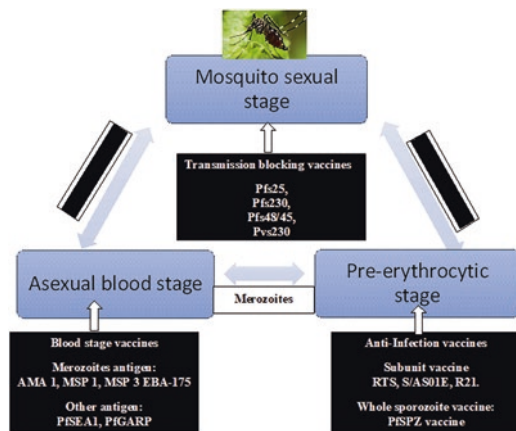 Mosquito sexual
stage
Transmission blocking vaccines
Pfs25,
Pfs230,
Pfs48/45,
Pvs230
Asexual blood stage
Pre-erythrocytic
stage
Merozoites
Blood stage vaccines
Merozoites antigen:
AMA 1, MSP 1, MSP 3 EBA-175
Other antigen:
PfSEA1, PfGARP
Anti-Infection vaccines
Subunit vaccine
RTS, S/AS01E, R21.
Whole sporozoite vaccine:
PfSPZ vaccine